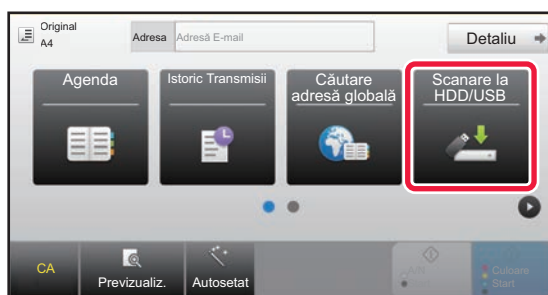 Original
A4
Adresa
Adresă E-mail
Detaliu
Agenda
Istoric Transmisii
Căutare
adresă globală
Scanare la
HDD/USB
CA
Previzualiz.
Autosetat
Culoare
Start